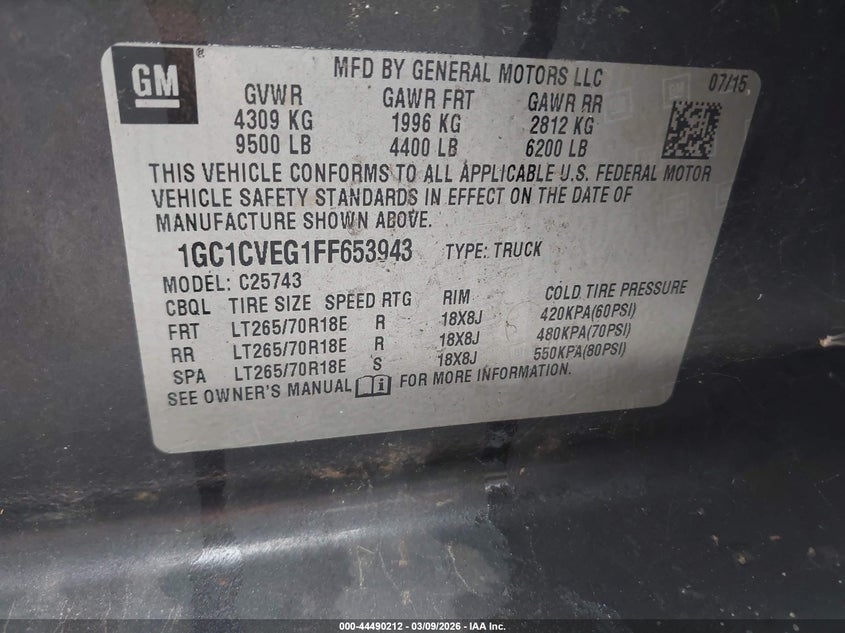 GM ®
MFD BY GENERAL MOTORS LLC 07/15
GVWR GAWR FRT GAWR RR
4309 KG 1996 KG 2812 KG
9500 LB 4400 LB 6200 LB
THIS VEHICLE CONFORMS TO ALL APPLICABLE U.S. FEDERAL MOTOR
VEHICLE SAFETY STANDARDS IN EFFECT ON THE DATE OF
MANUFACTURE SHOWN ABOVE.
1GC1CVEG1FF653943 TYPE: TRUCK
MODEL: C25743
CBQL TIRE SIZE SPEED RTG RIM COLD TIRE PRESSURE
FRT LT265/70R18E R 18X8J 420KPA(60PSI)
RR LT265/70R18E R 18X8J 480KPA(70PSI)
SPA LT265/70R18E S 18X8J 550KPA(80PSI)
SEE OWNER'S MANUAL FOR MORE INFORMATION.
000-44490212 - 03/09/2026 - IAA Inc.